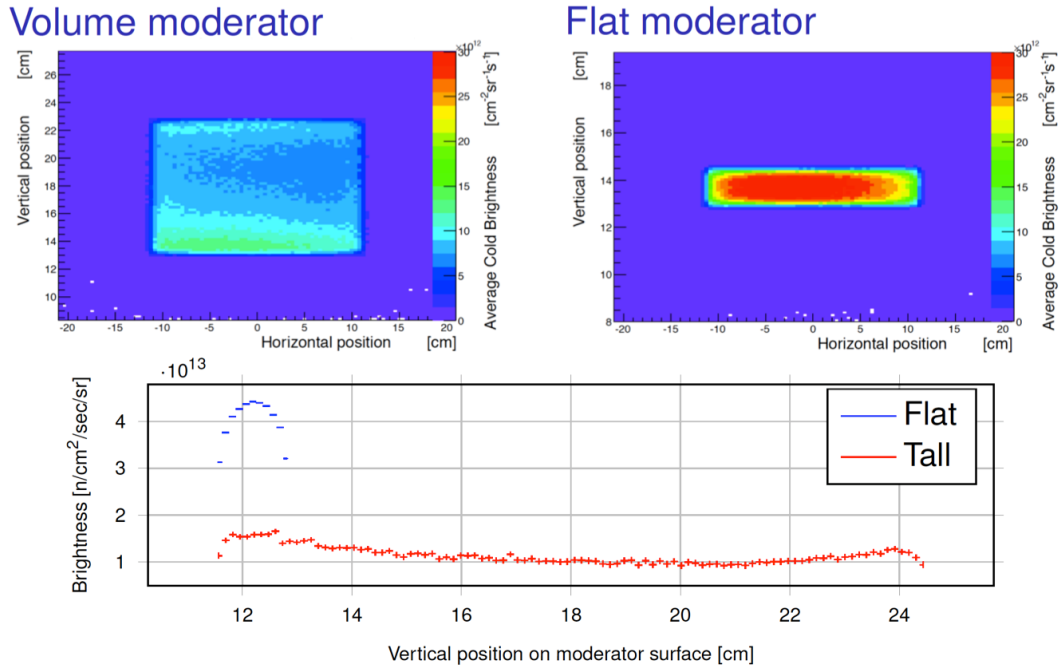 Volume moderator
Flat moderator
[cm]
Vertical position
26
24
22
20
18
16
14
12
10
-20 -15 -10 -5 0 5 10 15 20
Horizontal position [cm]
×10¹²
30
25
20
15
10
5
0
Average Cold Brightness [cm⁻²sr⁻¹s⁻¹]
[cm]
Vertical position
18
16
14
12
10
8
-20 -15 -10 -5 0 5 10 15 20
Horizontal position [cm]
×10¹²
30
25
20
15
10
5
0
Average Cold Brightness [cm⁻²sr⁻¹s⁻¹]
·10¹³
Brightness [n/cm²/sec/sr]
4
3
2
1
Flat
Tall
12 14 16 18 20 22 24
Vertical position on moderator surface [cm]